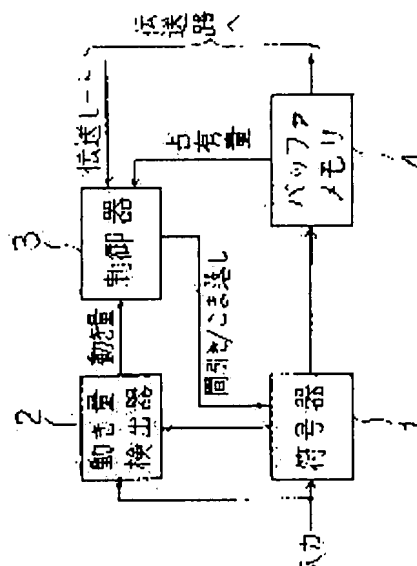 伝送路へ
伝送レート
占有量
3
制御器
動き量
間引き/こま落し
バッファ
メモリ
4
2
動き量
検出器
符号器
1
入力